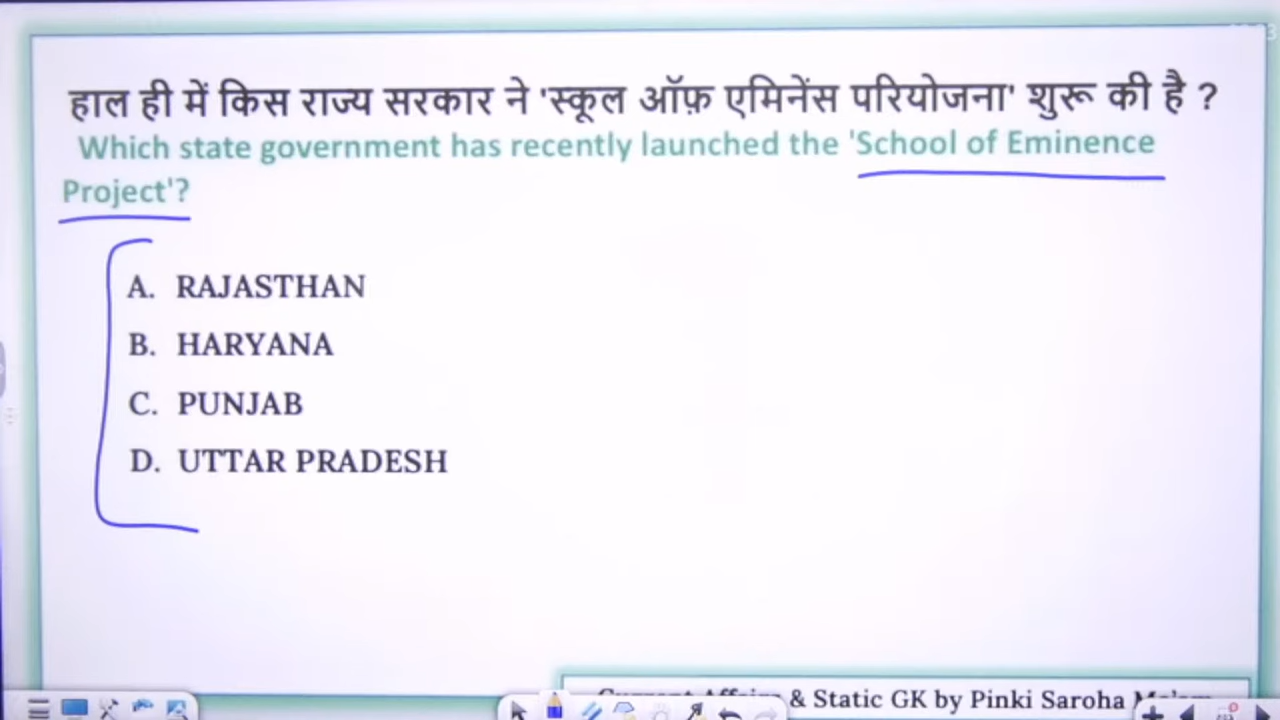 हाल ही में किस राज्य सरकार ने 'स्कूल ऑफ़ एमिनेंस परियोजना' शुरू की है ?
Which state government has recently launched the 'School of Eminence
Project'?
A. RAJASTHAN
B. HARYANA
C. PUNJAB
D. UTTAR PRADESH
& Static GK by Pinki Saroha